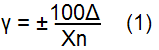 γ = ± 100Δ / Xn (1)